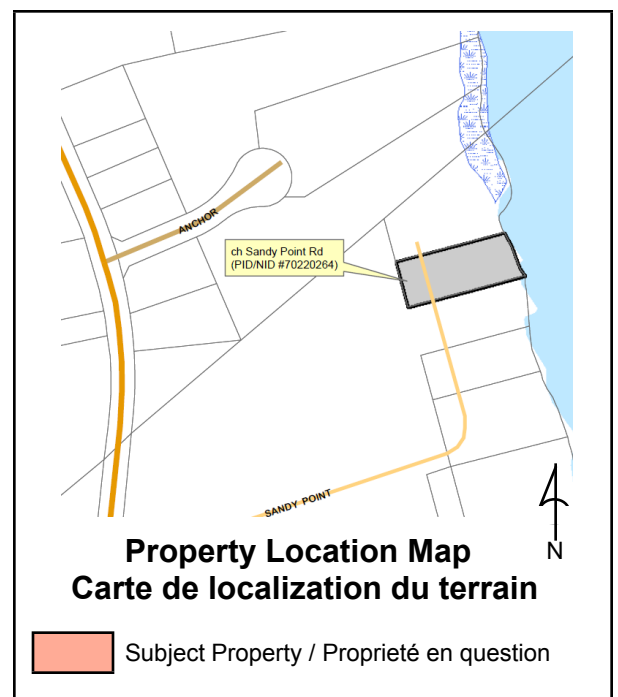 ANCHOR
ch Sandy Point Rd
(PID/NID #70220264)
SANDY POINT
N
Property Location Map
Carte de localization du terrain
Subject Property / Proprieté en question